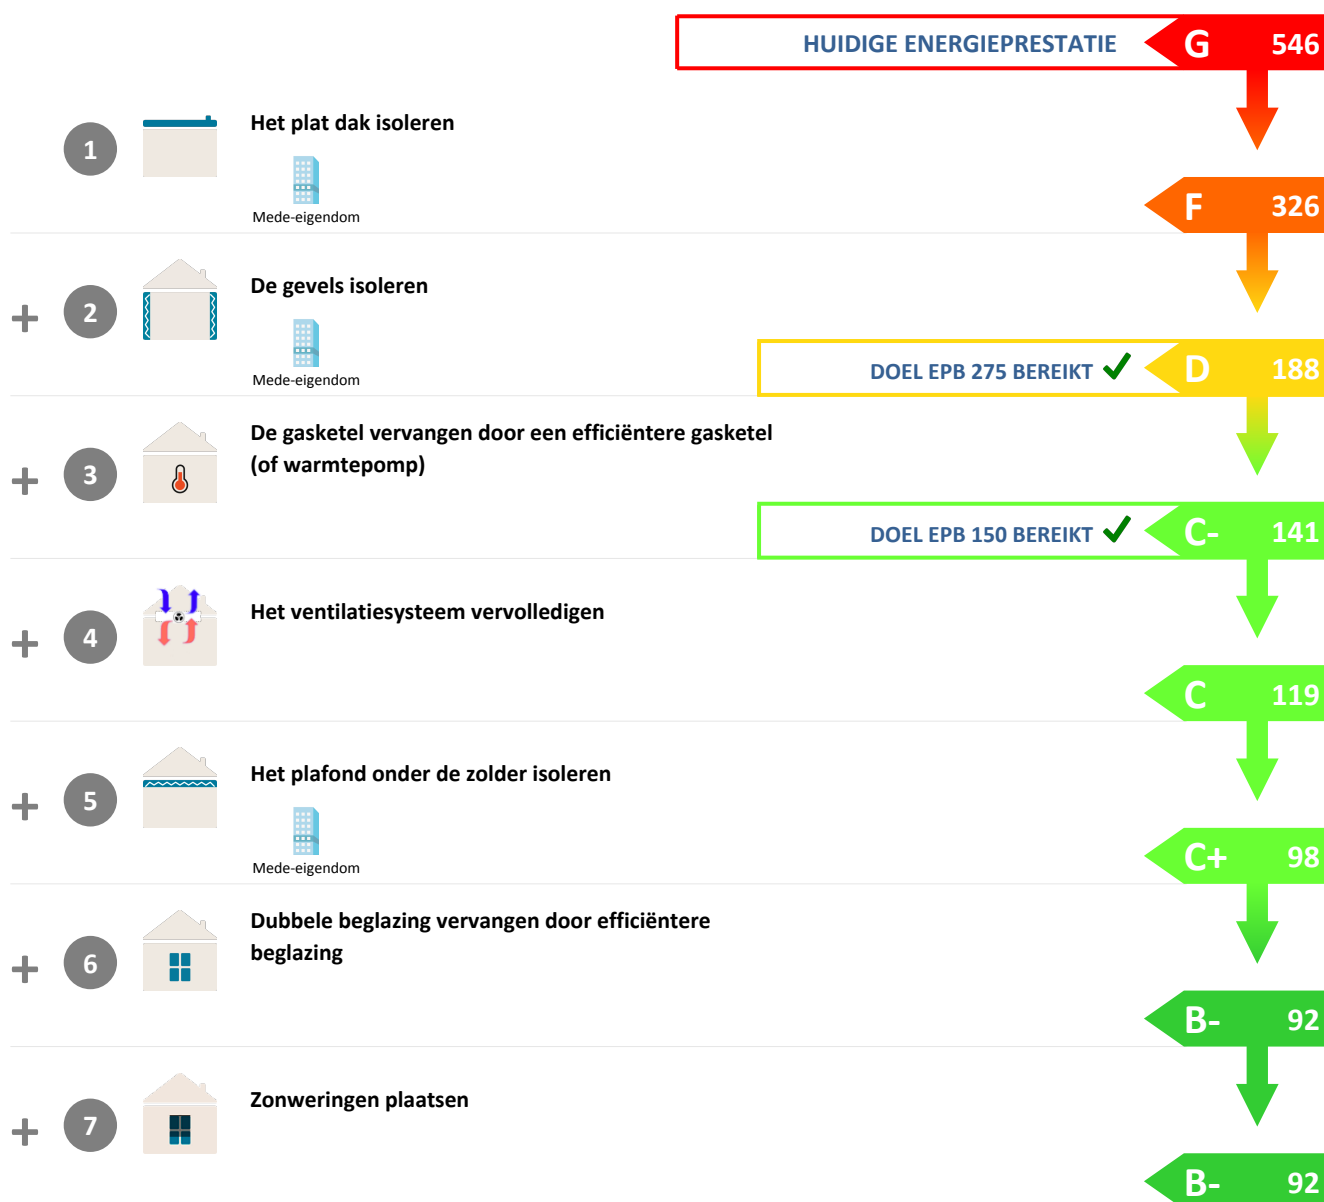 HUIDIGE ENERGIEPRESTATIE G 546
1 Het plat dak isoleren
Mede-eigendom
F 326
+ 2 De gevels isoleren
Mede-eigendom
DOEL EPB 275 BEREIKT ✓ D 188
+ 3 De gasketel vervangen door een efficiëntere gasketel
(of warmtepomp)
DOEL EPB 150 BEREIKT ✓ C- 141
+ 4 Het ventilatiesysteem vervolledigen
C 119
+ 5 Het plafond onder de zolder isoleren
Mede-eigendom
C+ 98
+ 6 Dubbele beglazing vervangen door efficiëntere
beglazing
B- 92
+ 7 Zonweringen plaatsen
B- 92